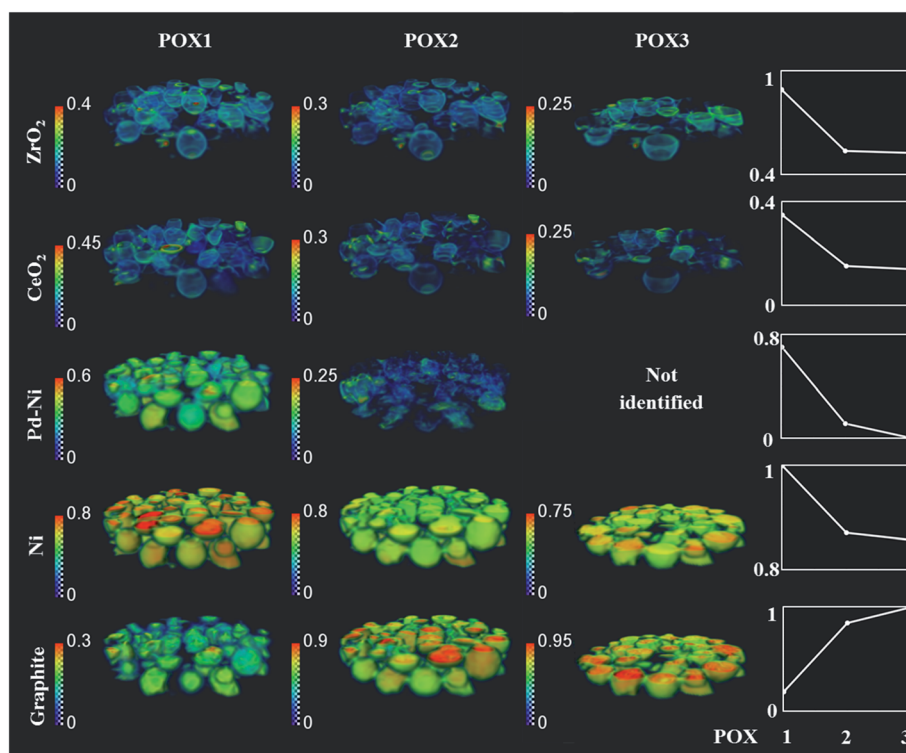 POX1 POX2 POX3
ZrO2 0.4 0 0.3 0 0.25 0 1 0.4
CeO2 0.45 0 0.3 0 0.25 0 0.4 0
Pd-Ni 0.6 0 0.25 0 Not 0.8 0
identified
Ni 0.8 0 0.8 0 0.75 0 1 0.8
Graphite 0.3 0 0.9 0 0.95 0 1 0
POX 1 2 3